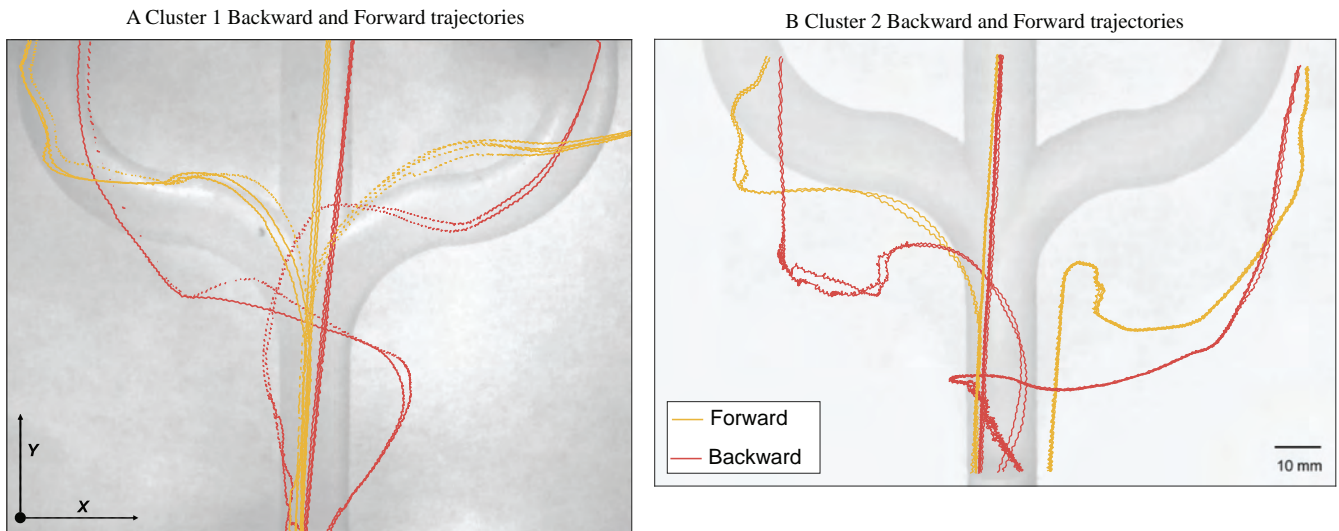 A Cluster 1 Backward and Forward trajectories
B Cluster 2 Backward and Forward trajectories
Y
X
Forward
Backward
10 mm